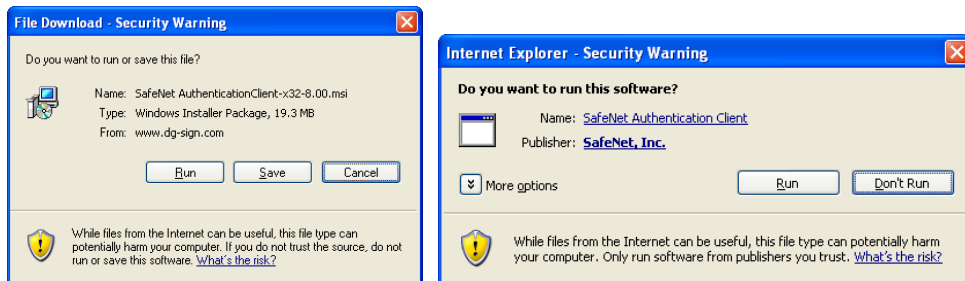 File Download - Security Warning
Do you want to run or save this file?
Name: SafeNet AuthenticationClient-x32-8.00.msi
Type: Windows Installer Package, 19.3 MB
From: www.dg-sign.com
Run Save Cancel
While files from the Internet can be useful, this file type can
potentially harm your computer. If you do not trust the source, do not
run or save this software. What's the risk?
Internet Explorer - Security Warning
Do you want to run this software?
Name: SafeNet Authentication Client
Publisher: SafeNet, Inc.
More options Run Don't Run
While files from the Internet can be useful, this file type can potentially harm
your computer. Only run software from publishers you trust. What's the risk?